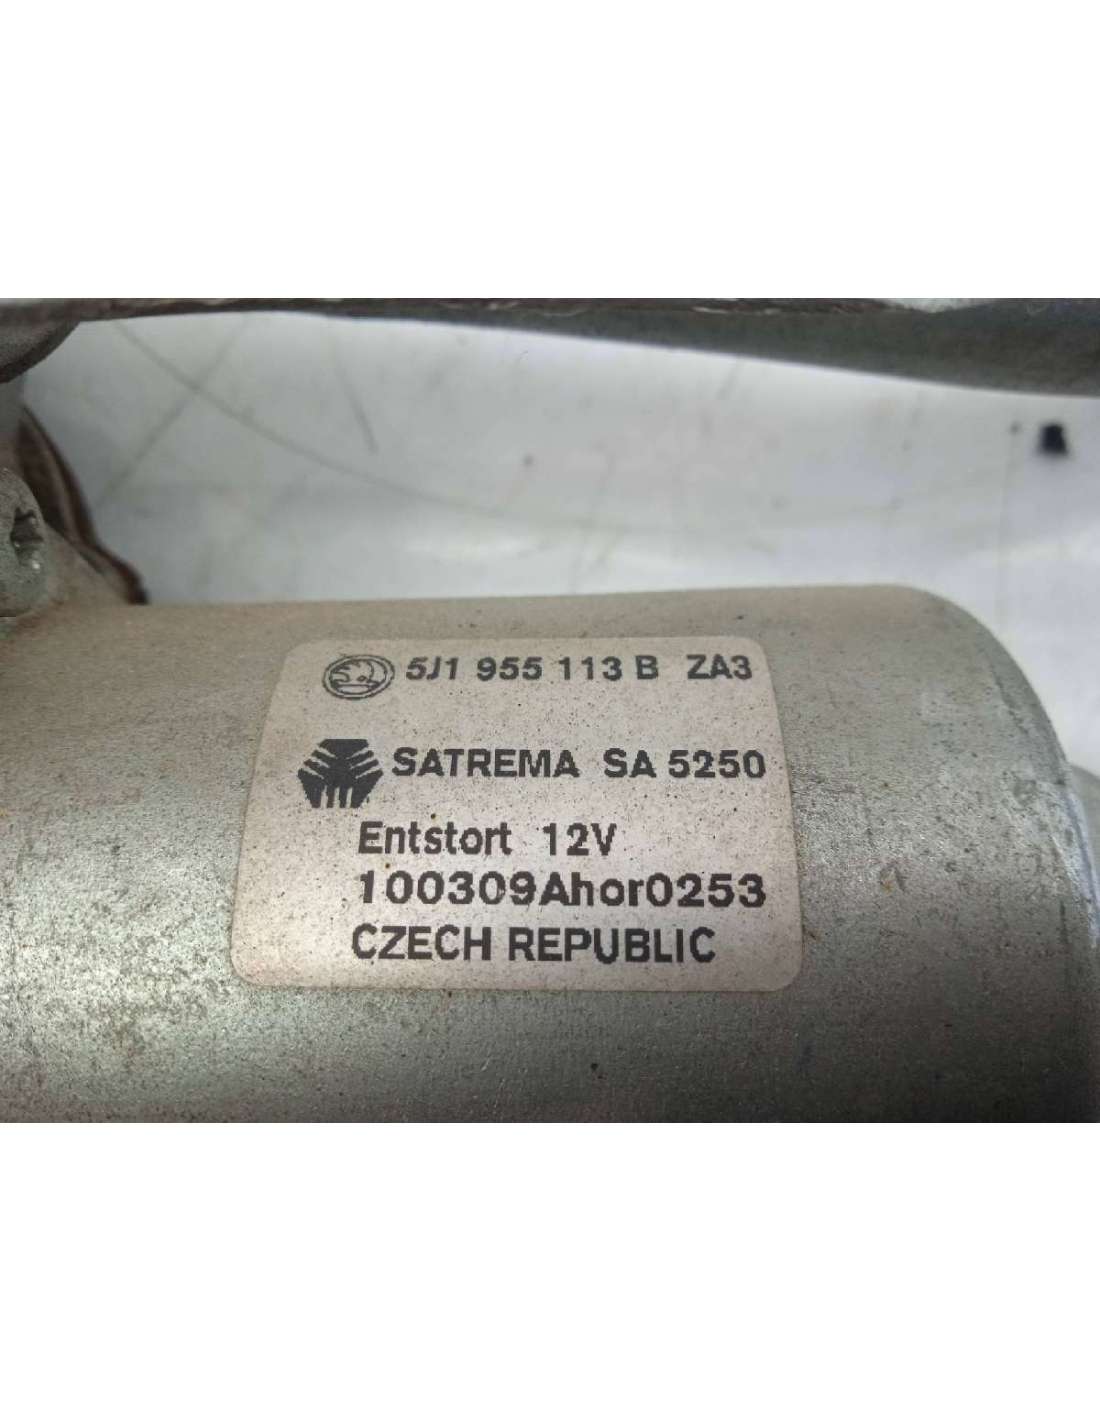 5J1 955 113 B ZA3
SATREMA SA 5250
Entstort 12V
100309Ahor0253
CZECH REPUBLIC